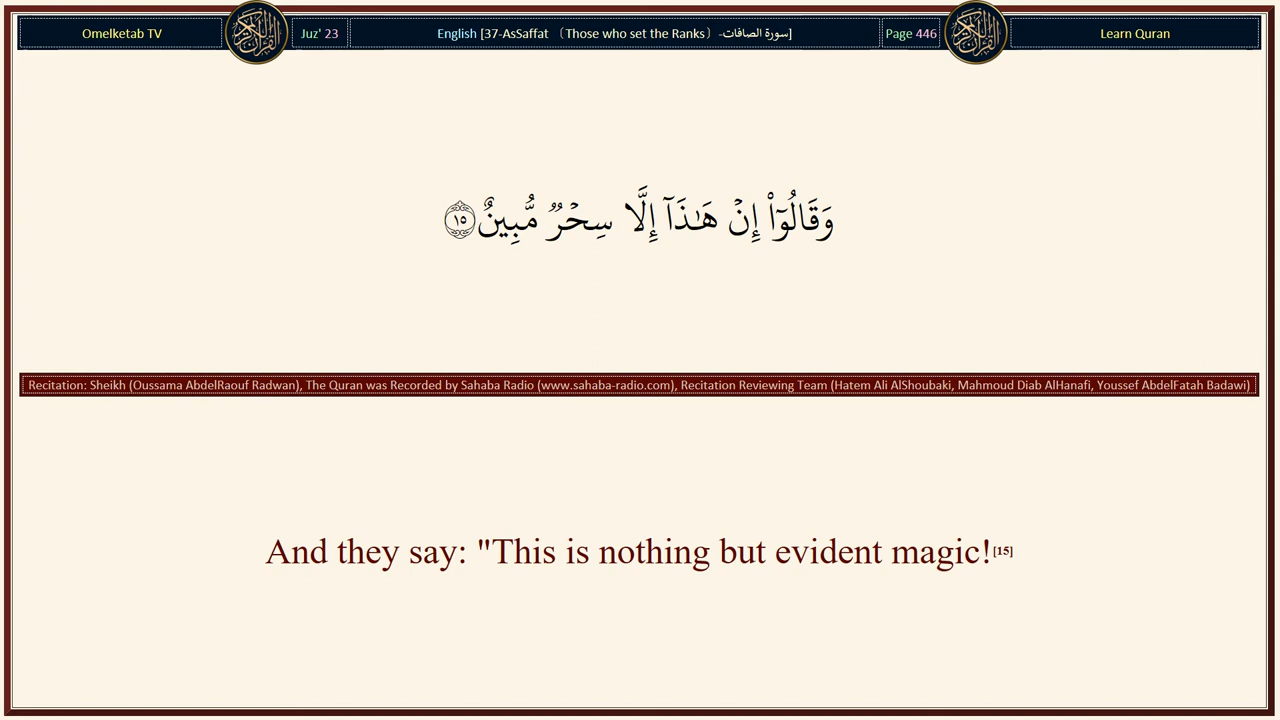 Omelketab TV
Juz' 23
English [37-AsSaffat 〔Those who set the Ranks〕 -سورة الصافات]
Page 446
Learn Quran
وَقَالُوٓا۟ إِنْ هَـٰذَآ إِلَّا سِحْرٌ مُّبِينٌ ١٥
Recitation: Sheikh (Oussama AbdelRaouf Radwan), The Quran was Recorded by Sahaba Radio (www.sahaba-radio.com), Recitation Reviewing Team (Hatem Ali AlShoubaki, Mahmoud Diab AlHanafi, Youssef AbdelFatah Badawi)
And they say: "This is nothing but evident magic![15]